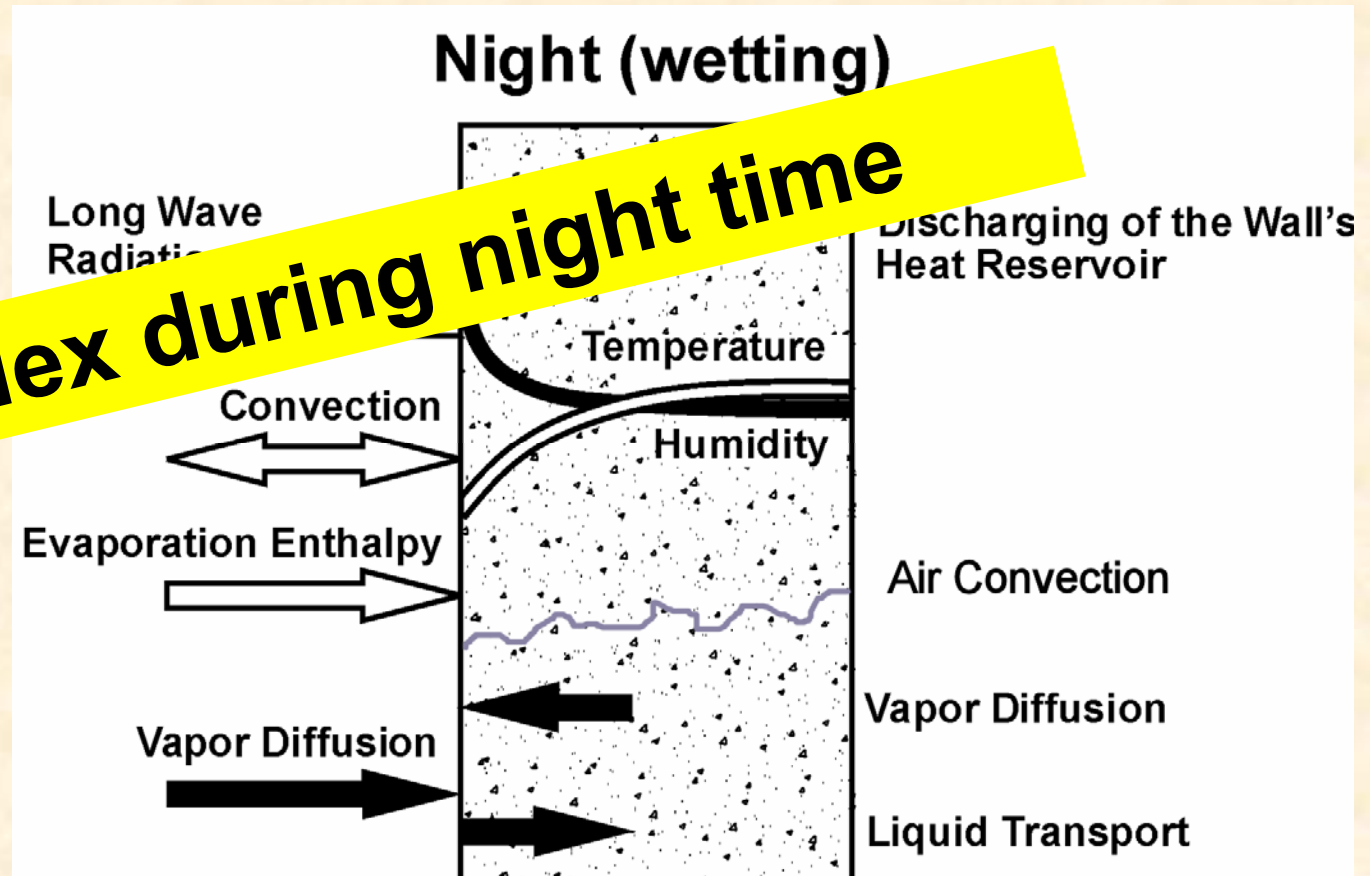 Night (wetting)
during night time
Long Wave
Discharging of the Wall's
Heat Reservoir
Temperature
Convection
Humidity
Evaporation Enthalpy
Air Convection
Vapor Diffusion
Vapor Diffusion
Liquid Transport